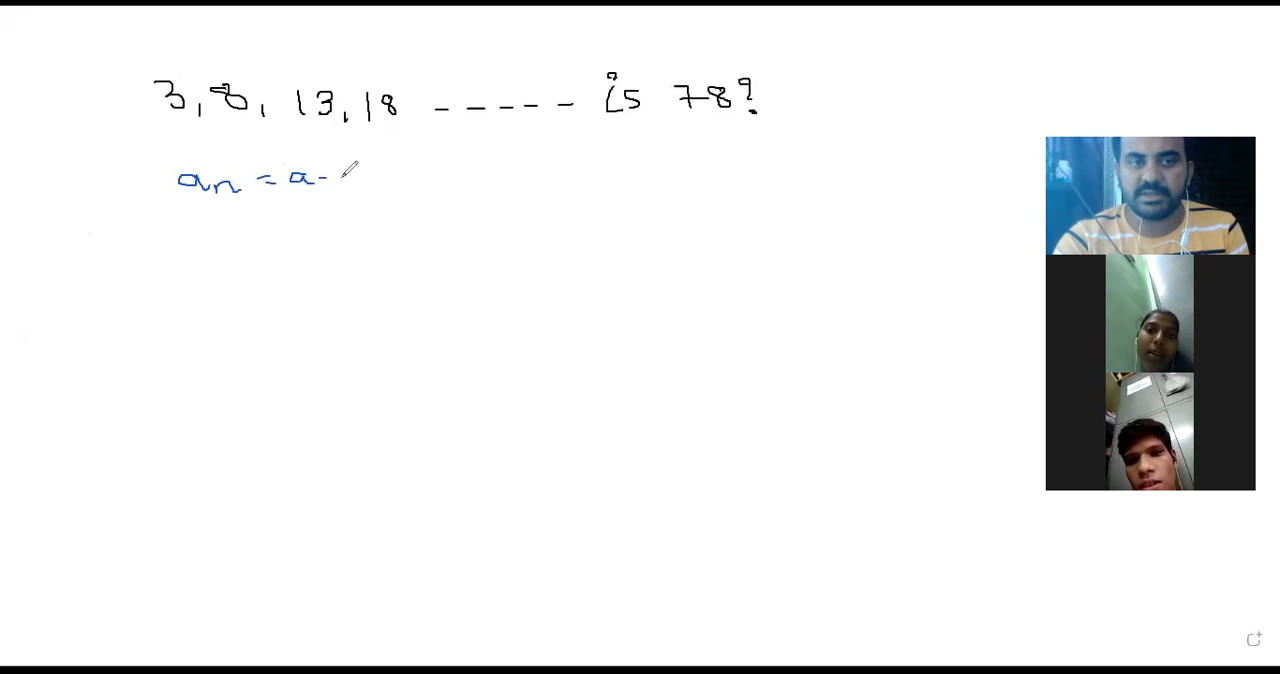 3, 8, 13, 18 ----- is 78?
an = a-